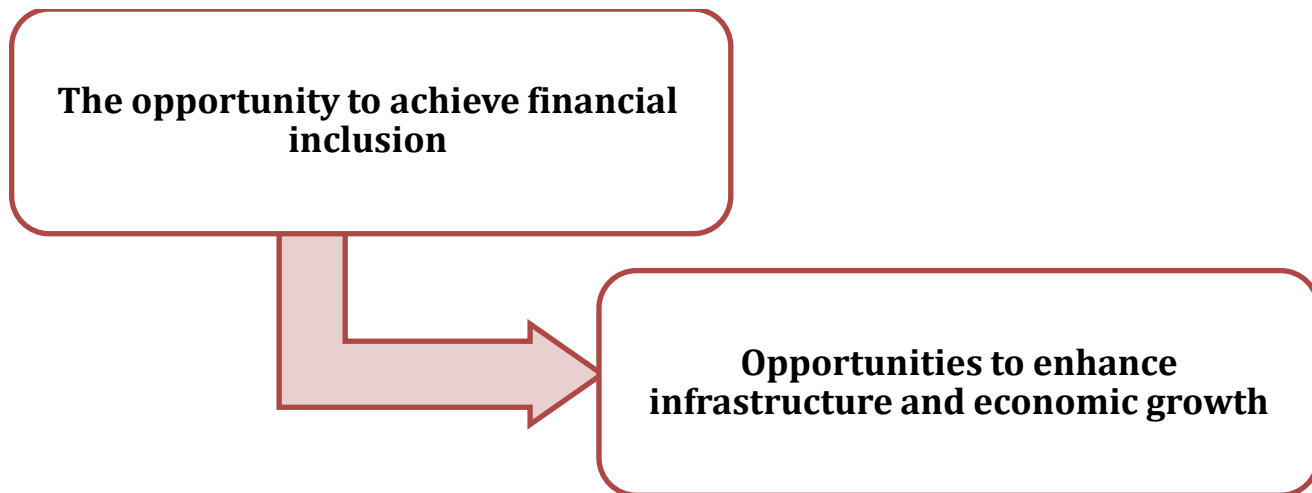 The opportunity to achieve financial
inclusion
Opportunities to enhance
infrastructure and economic growth